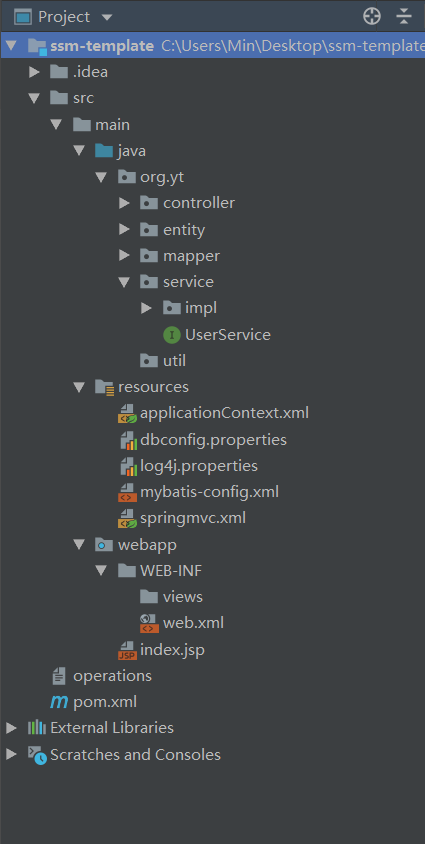 Project
ssm-template C:\Users\Min\Desktop\ssm-template
.idea
src
main
java
org.yt
controller
entity
mapper
service
impl
I UserService
util
resources
applicationContext.xml
dbconfig.properties
log4j.properties
mybatis-config.xml
springmvc.xml
webapp
WEB-INF
views
web.xml
JSP index.jsp
operations
m pom.xml
External Libraries
Scratches and Consoles